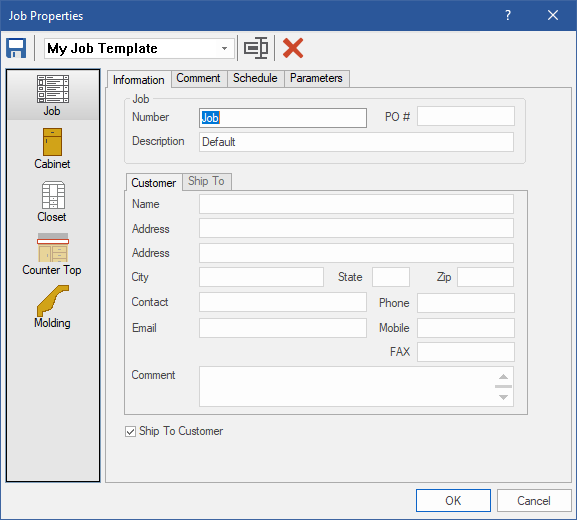 Job Properties
?
My Job Template
Job
Cabinet
Closet
Counter Top
Molding
Information Comment Schedule Parameters
Job
Number Job PO #
Description Default
Customer Ship To
Name
Address
Address
City State Zip
Contact Phone
Email Mobile
FAX
Comment
Ship To Customer
OK Cancel